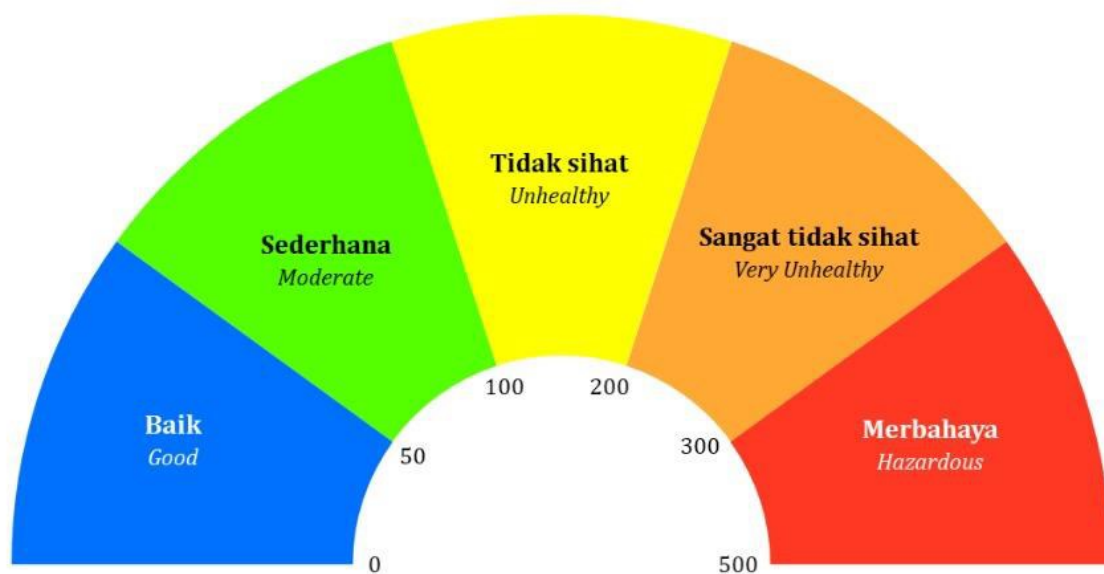 Baik
Good
Sederhana
Moderate
Tidak sihat
Unhealthy
Sangat tidak sihat
Very Unhealthy
Merbahaya
Hazardous
0
50
100
200
300
500